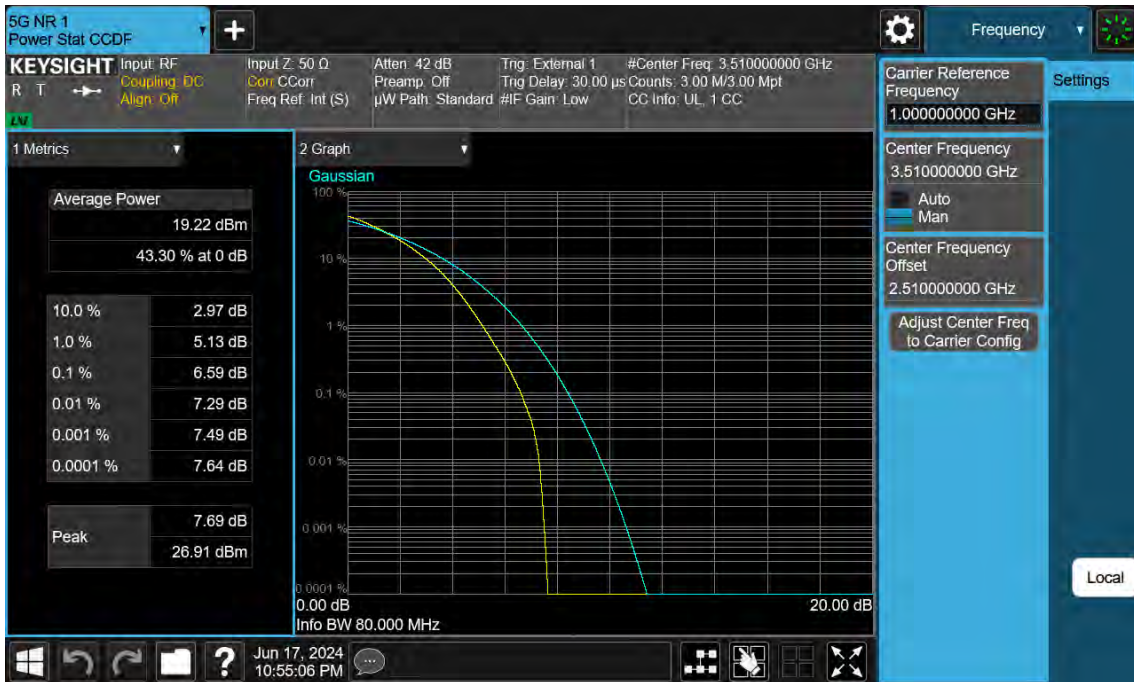 5G NR 1
Power Stat CCDF
+
Frequency
KEYSIGHT
R T
LNI
Input: RF
Coupling: DC
Align: Off
Input Z: 50 Ω
Corr CCorr
Freq Ref: Int (S)
Atten: 42 dB
Preamp: Off
µW Path: Standard
Trig: External 1
Trig Delay: 30.00 µs
#IF Gain: Low
#Center Freq: 3.510000000 GHz
Counts: 3.00 M/3.00 Mpt
CC Info: UL, 1 CC
1 Metrics
Average Power
19.22 dBm
43.30 % at 0 dB
10.0 % 2.97 dB
1.0 % 5.13 dB
0.1 % 6.59 dB
0.01 % 7.29 dB
0.001 % 7.49 dB
0.0001 % 7.64 dB
Peak
7.69 dB
26.91 dBm
2 Graph
Gaussian
100 %
10 %
1 %
0.1 %
0.01 %
0.001 %
0.0001 %
0.00 dB 20.00 dB
Info BW 80.000 MHz
Carrier Reference
Frequency
1.000000000 GHz
Center Frequency
3.510000000 GHz
Auto
Man
Center Frequency
Offset
2.510000000 GHz
Adjust Center Freq
to Carrier Config
Settings
Local
?
Jun 17, 2024
10:55:06 PM